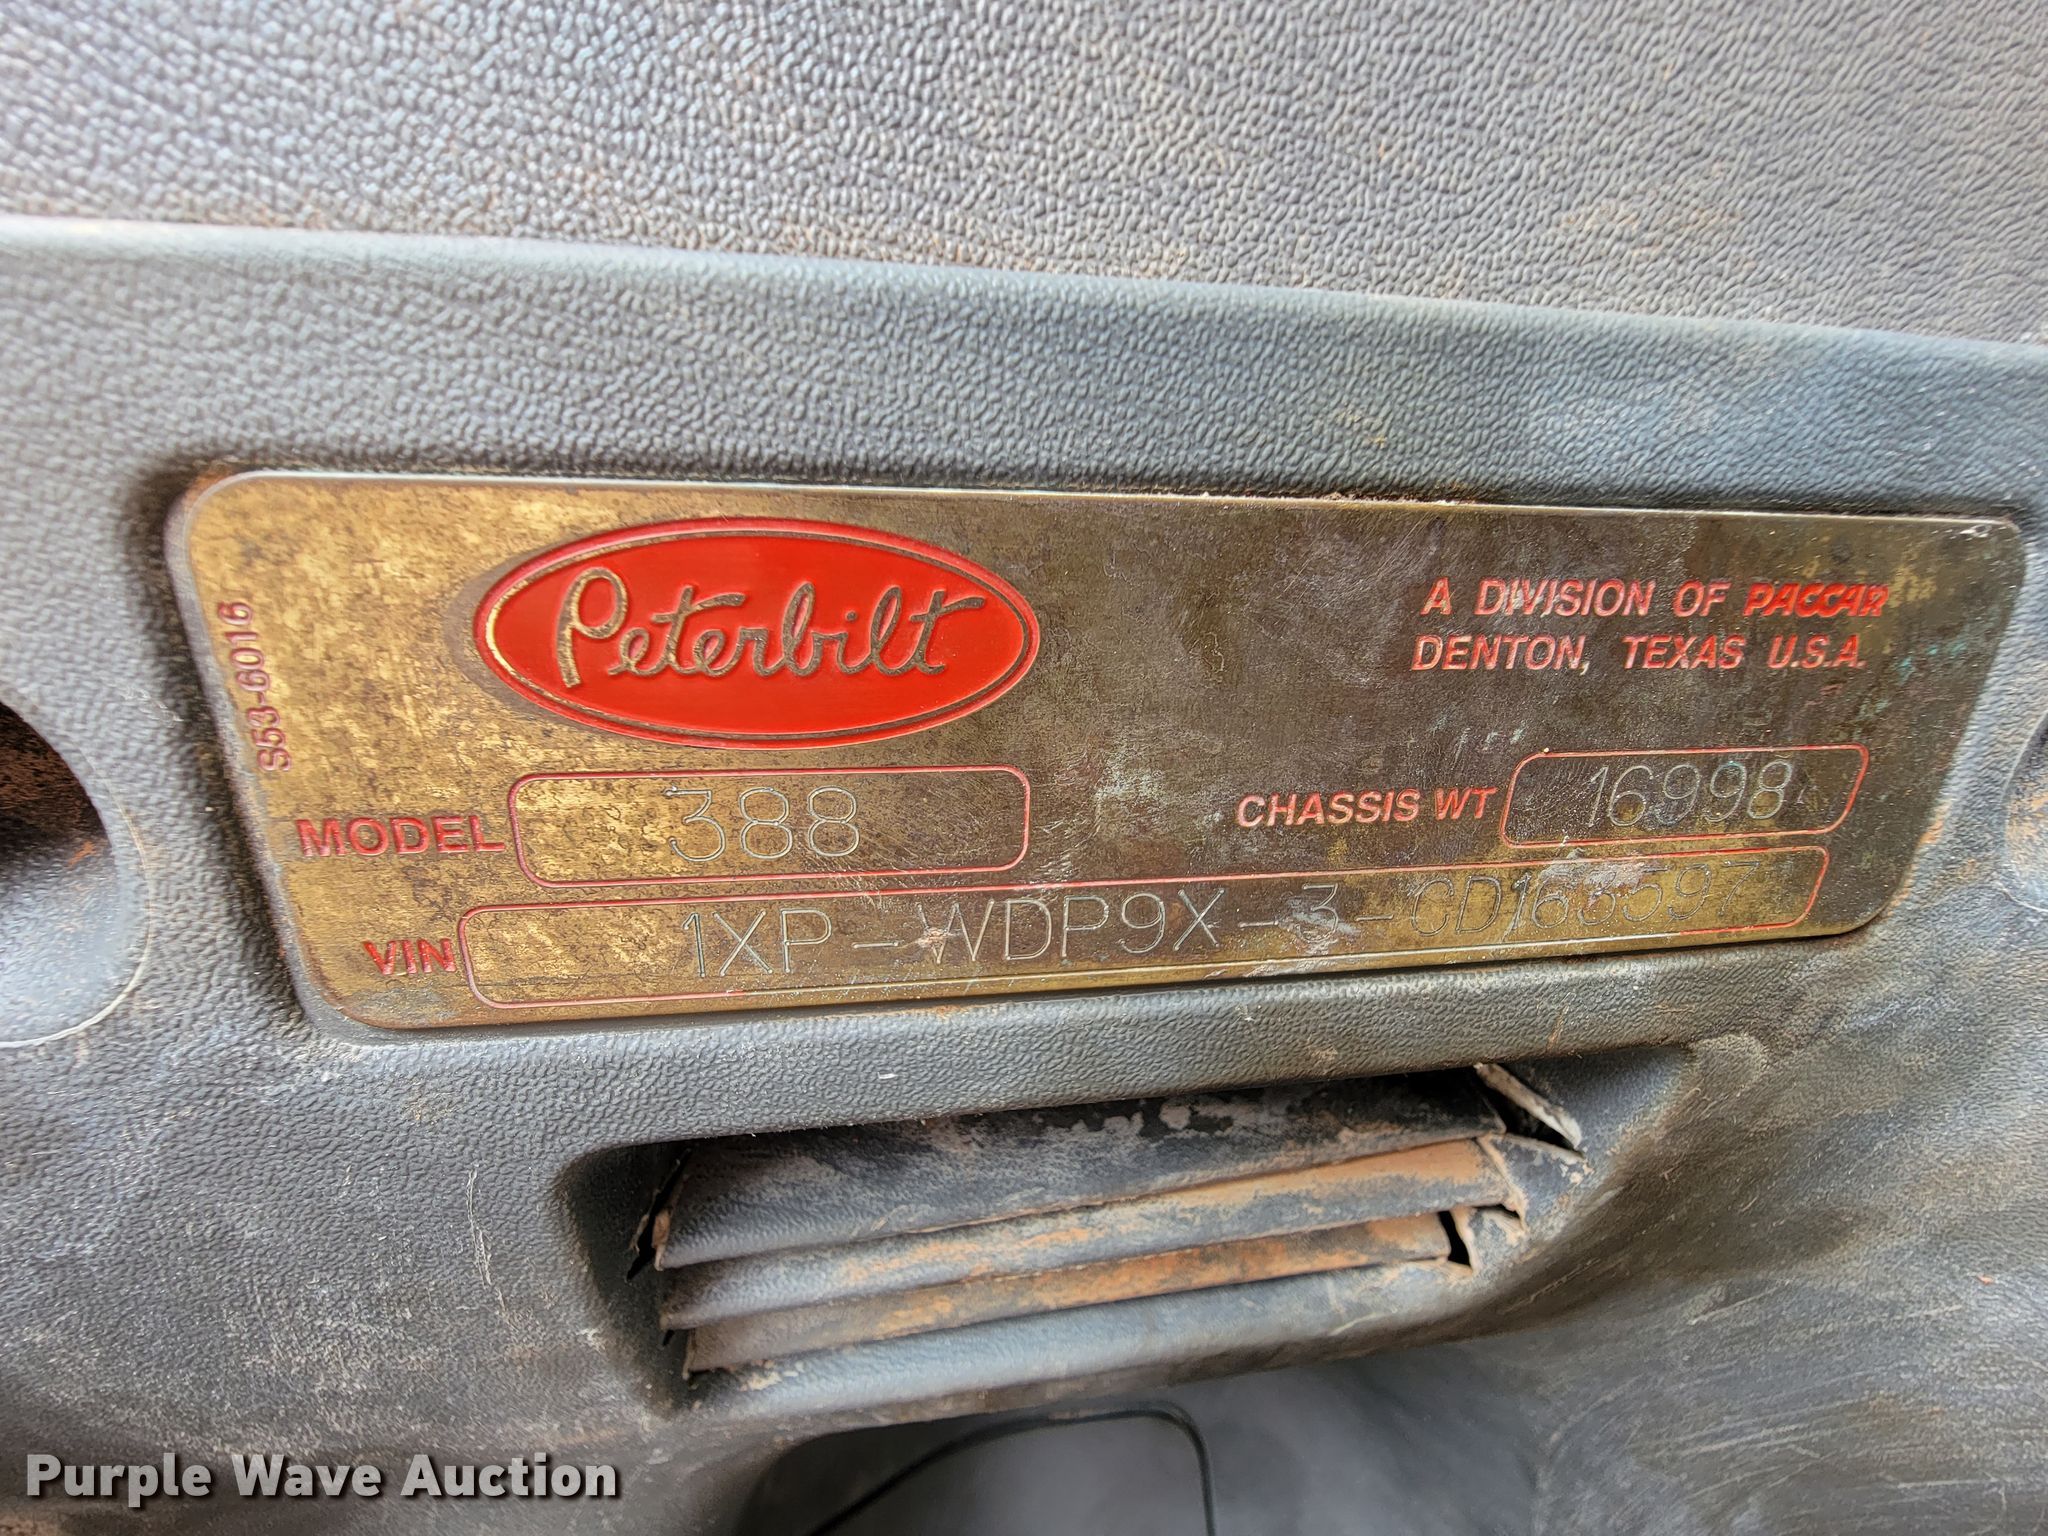 Peterbilt
A DIVISION OF PACCAR
DENTON, TEXAS U.S.A.
S53-6016
MODEL 388
CHASSIS WT 16998
VIN 1XP-WDP9X-3-CD163597
Purple Wave Auction